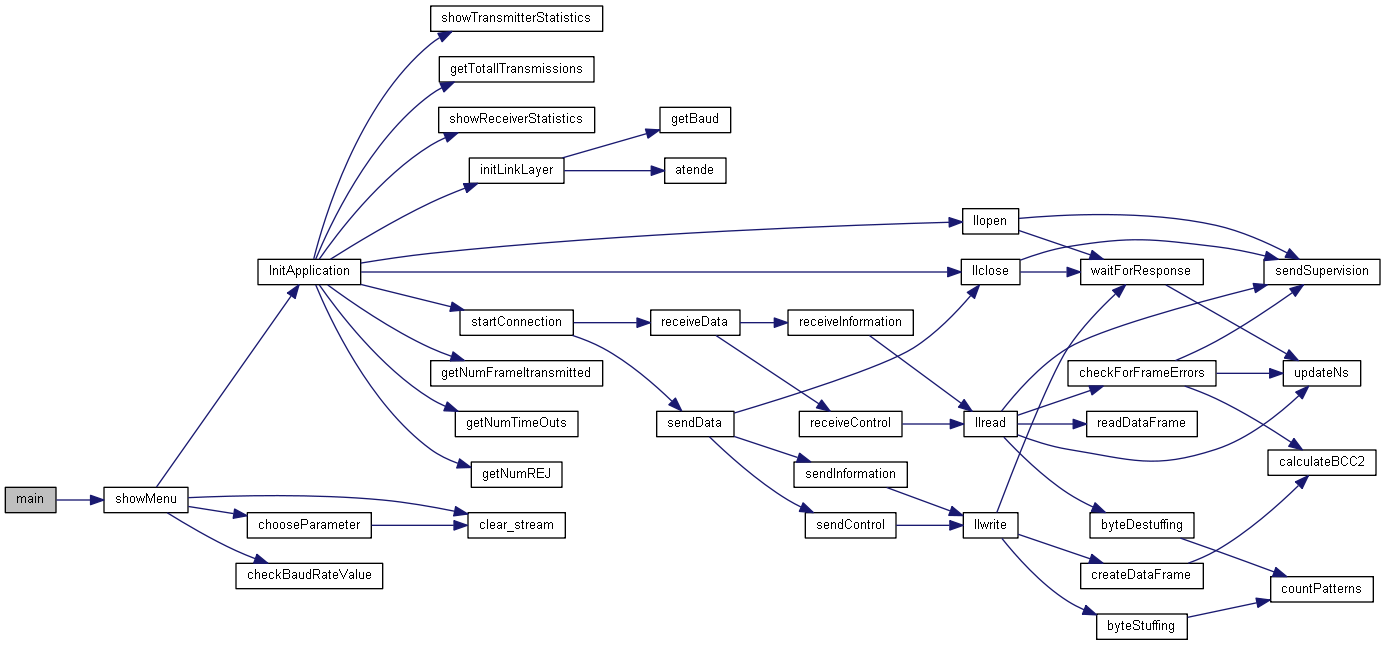 showTransmitterStatistics
getTotalITransmissions
showReceiverStatistics
getBaud
initLinkLayer
atende
llopen
InitApplication
llclose
waitForResponse
sendSupervision
startConnection
receiveData
receiveInformation
getNumFrameItransmitted
checkForFrameErrors
updateNs
getNumTimeOuts
sendData
receiveControl
llread
readDataFrame
getNumREJ
sendInformation
calculateBCC2
main
showMenu
chooseParameter
clear_stream
sendControl
llwrite
byteDestuffing
checkBaudRateValue
createDataFrame
countPatterns
byteStuffing